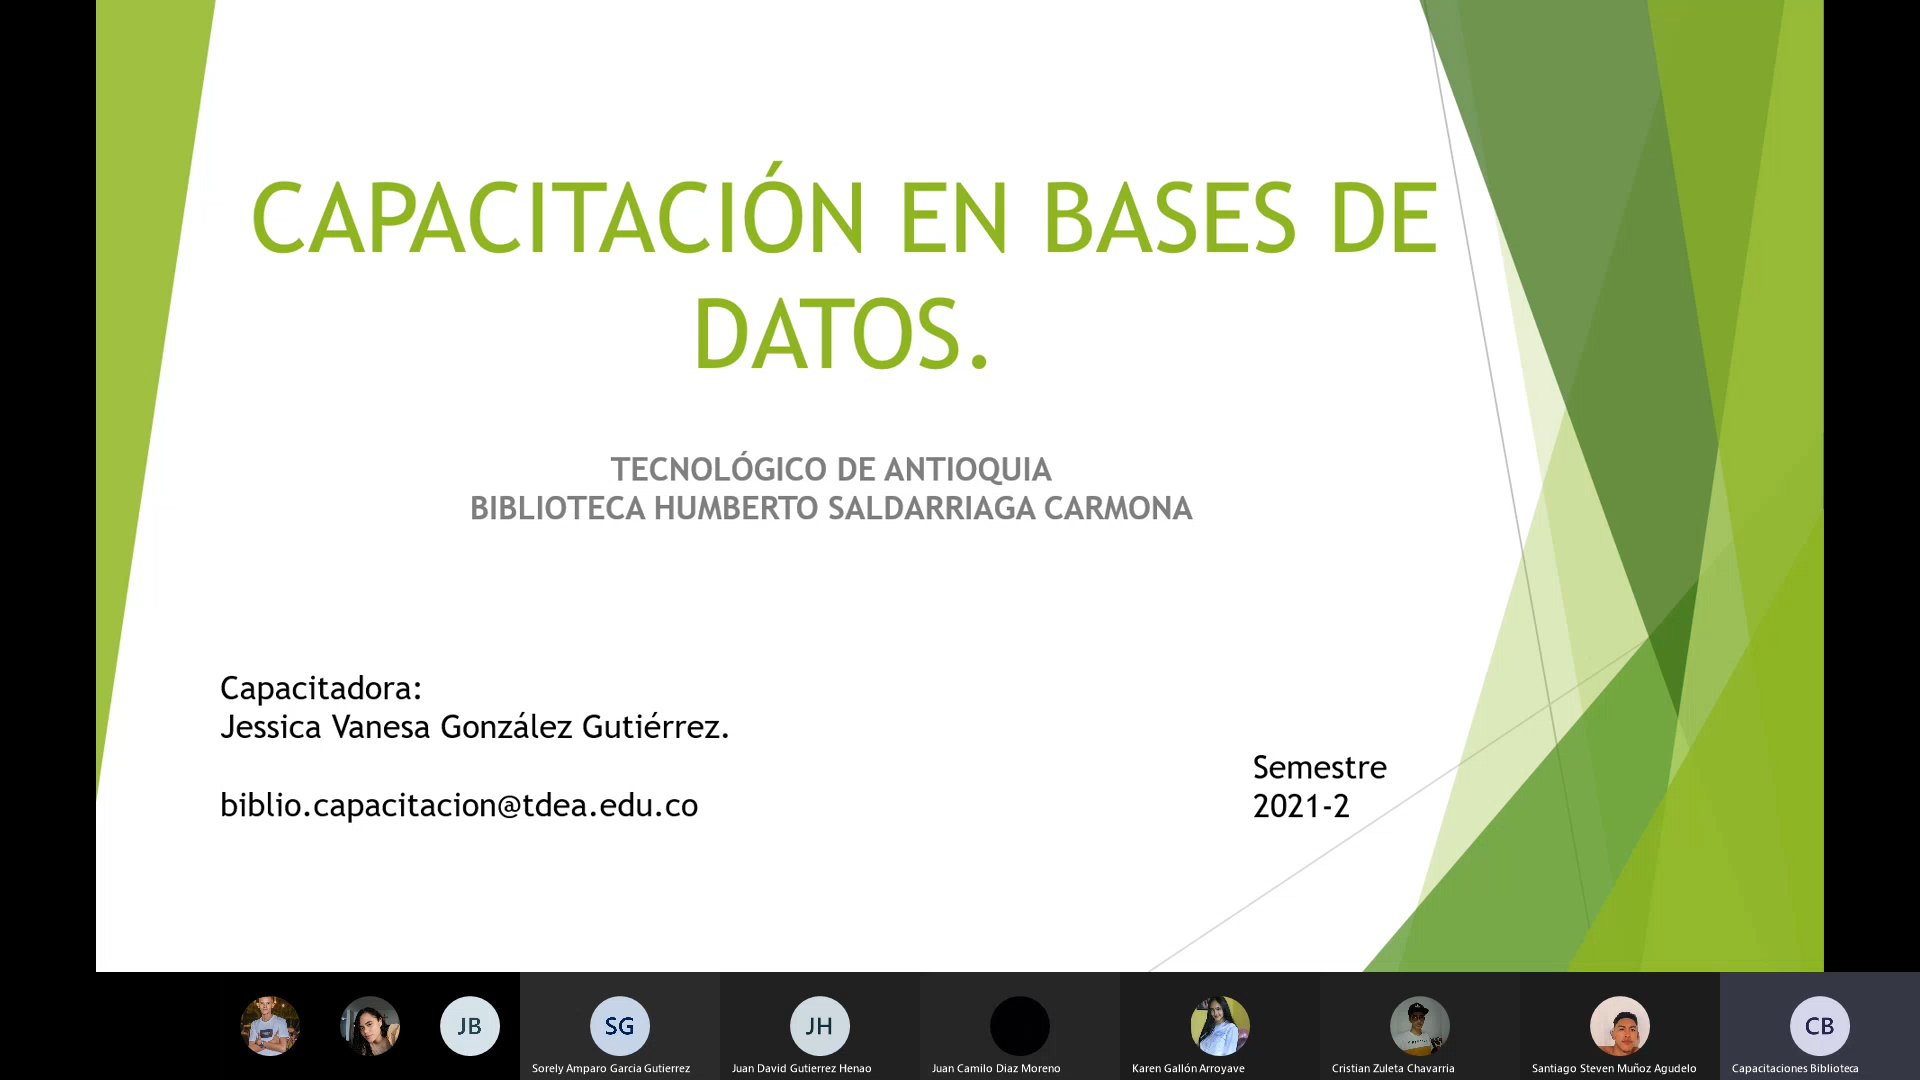 CAPACITACIÓN EN BASES DE
DATOS.
TECNOLÓGICO DE ANTIOQUIA
BIBLIOTECA HUMBERTO SALDARRIAGA CARMONA
Capacitadora:
Jessica Vanesa González Gutiérrez.
biblio.capacitacion@tdea.edu.co
Semestre
2021-2
JB
SG
JH
CB
Sorely Amparo Garcia Gutierrez
Juan David Gutierrez Henao
Juan Camilo Diaz Moreno
Karen Gallón Arroyave
Cristian Zuleta Chavarria
Santiago Steven Muñoz Agudelo
Capacitaciones Biblioteca